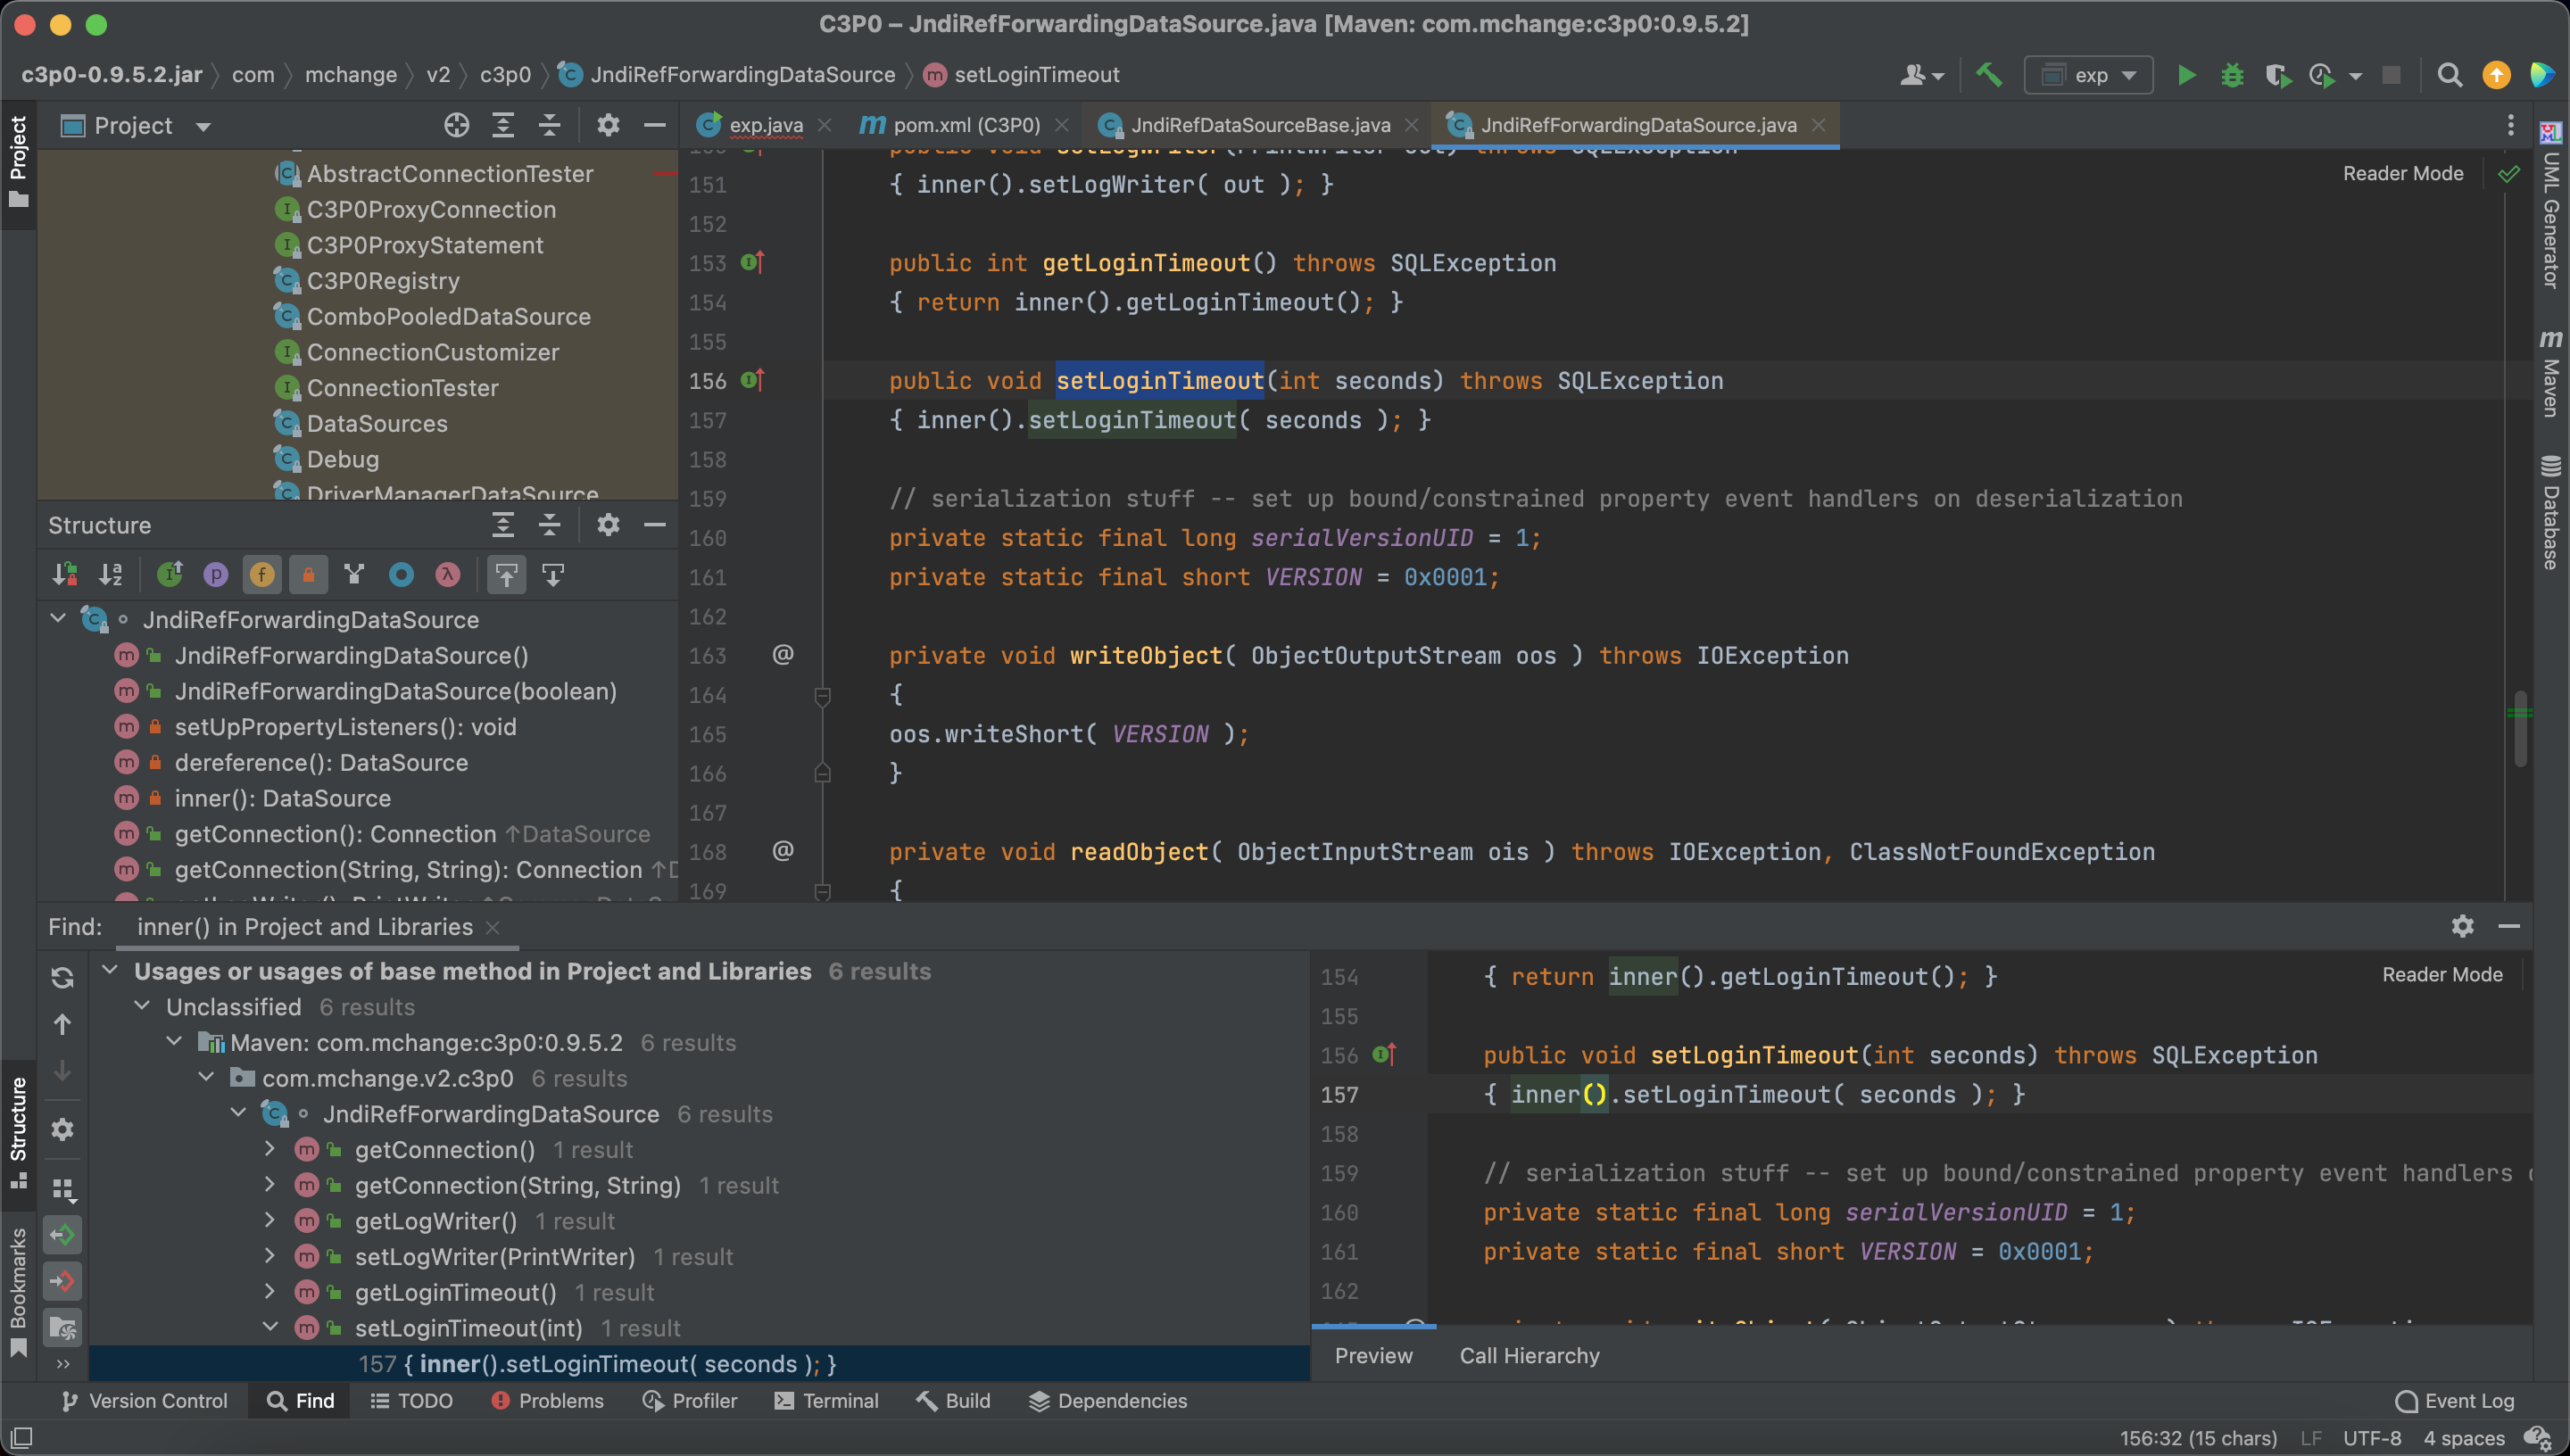 C3P0 – JndiRefForwardingDataSource.java [Maven: com.mchange:c3p0:0.9.5.2]
c3p0-0.9.5.2.jar com mchange v2 c3p0 JndiRefForwardingDataSource setLoginTimeout
exp
Project
Project
exp.java
pom.xml (C3P0)
JndiRefDataSourceBase.java
JndiRefForwardingDataSource.java
AbstractConnectionTester
C3P0ProxyConnection
C3P0ProxyStatement
C3P0Registry
ComboPooledDataSource
ConnectionCustomizer
ConnectionTester
DataSources
Debug
DriverManagerDataSource
Structure
JndiRefForwardingDataSource
JndiRefForwardingDataSource()
JndiRefForwardingDataSource(boolean)
setUpPropertyListeners(): void
dereference(): DataSource
inner(): DataSource
getConnection(): Connection ↑DataSource
getConnection(String, String): Connection ↑D
Reader Mode
151 { inner().setLogWriter( out ); }
152
153 public int getLoginTimeout() throws SQLException
154 { return inner().getLoginTimeout(); }
155
156 public void setLoginTimeout(int seconds) throws SQLException
157 { inner().setLoginTimeout( seconds ); }
158
159 // serialization stuff -- set up bound/constrained property event handlers on deserialization
160 private static final long serialVersionUID = 1;
161 private static final short VERSION = 0x0001;
162
163 @ private void writeObject( ObjectOutputStream oos ) throws IOException
164 {
165 oos.writeShort( VERSION );
166 }
167
168 @ private void readObject( ObjectInputStream ois ) throws IOException, ClassNotFoundException
169 {
UML Generator
Maven
Database
Find: inner() in Project and Libraries
Usages or usages of base method in Project and Libraries 6 results
Unclassified 6 results
Maven: com.mchange:c3p0:0.9.5.2 6 results
com.mchange.v2.c3p0 6 results
JndiRefForwardingDataSource 6 results
getConnection() 1 result
getConnection(String, String) 1 result
getLogWriter() 1 result
setLogWriter(PrintWriter) 1 result
getLoginTimeout() 1 result
setLoginTimeout(int) 1 result
157 { inner().setLoginTimeout( seconds ); }
Structure
Bookmarks
Reader Mode
154 { return inner().getLoginTimeout(); }
155
156 public void setLoginTimeout(int seconds) throws SQLException
157 { inner().setLoginTimeout( seconds ); }
158
159 // serialization stuff -- set up bound/constrained property event handlers
160 private static final long serialVersionUID = 1;
161 private static final short VERSION = 0x0001;
162
Preview Call Hierarchy
Version Control Find TODO Problems Profiler Terminal Build Dependencies Event Log
156:32 (15 chars) LF UTF-8 4 spaces